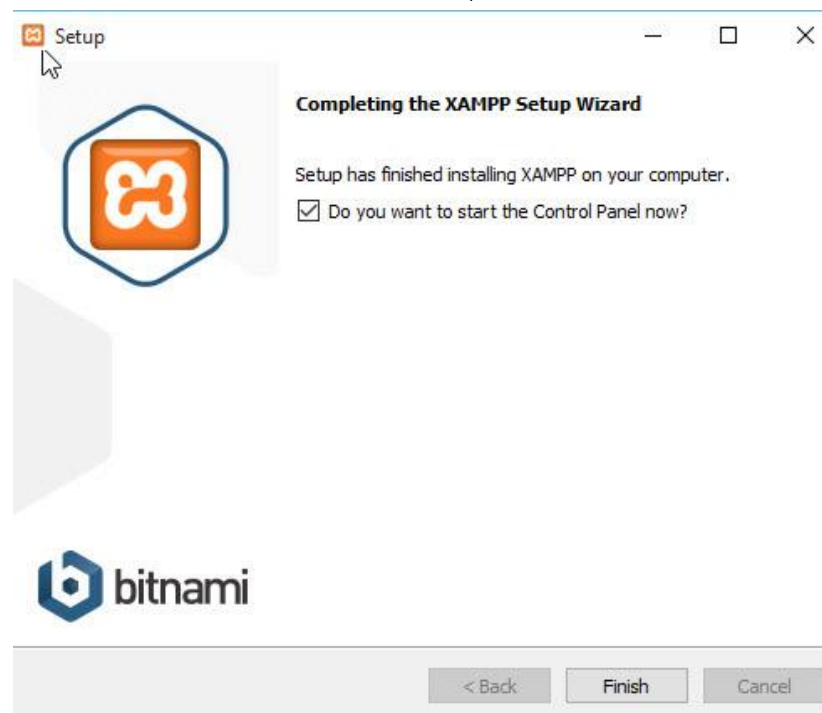 Setup
Completing the XAMPP Setup Wizard
Setup has finished installing XAMPP on your computer.
Do you want to start the Control Panel now?
bitnami
< Back
Finish
Cancel